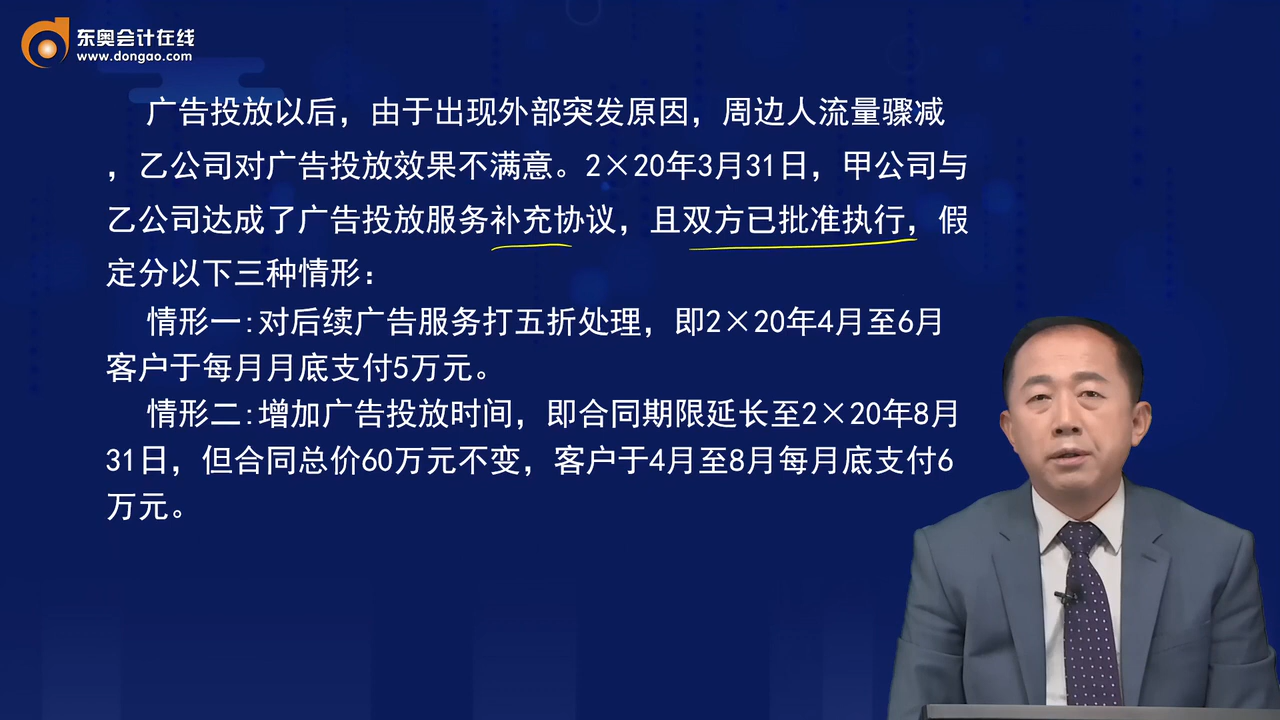 东奥会计在线
www.dongao.com
广告投放以后，由于出现外部突发原因，周边人流量骤减
，乙公司对广告投放效果不满意。2×20年3月31日，甲公司与
乙公司达成了广告投放服务补充协议，且双方已批准执行，假
定分以下三种情形：
情形一:对后续广告服务打五折处理，即2×20年4月至6月
客户于每月月底支付5万元。
情形二:增加广告投放时间，即合同期限延长至2×20年8月
31日，但合同总价60万元不变，客户于4月至8月每月底支付6
万元。